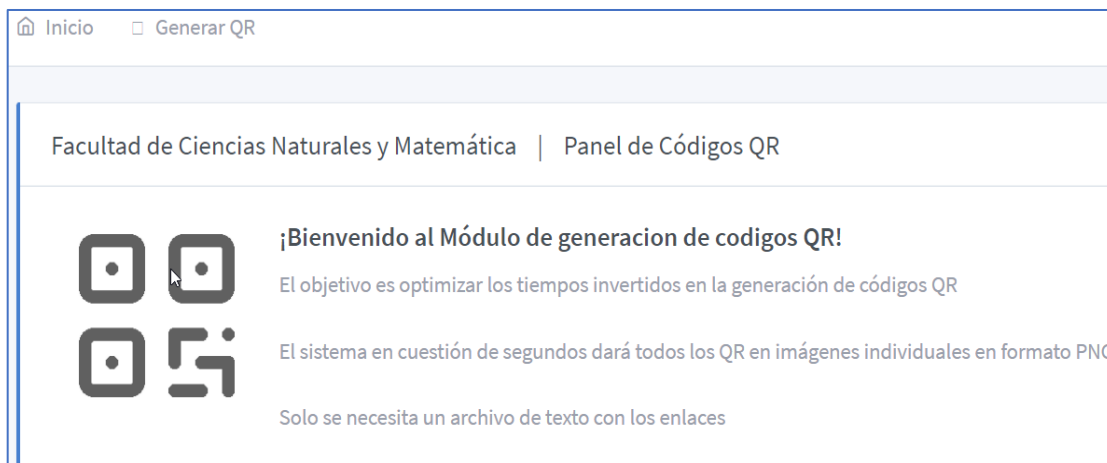 Inicio Generar QR
Facultad de Ciencias Naturales y Matemática | Panel de Códigos QR
¡Bienvenido al Módulo de generacion de codigos QR!
El objetivo es optimizar los tiempos invertidos en la generación de códigos QR
El sistema en cuestión de segundos dará todos los QR en imágenes individuales en formato
Solo se necesita un archivo de texto con los enlaces